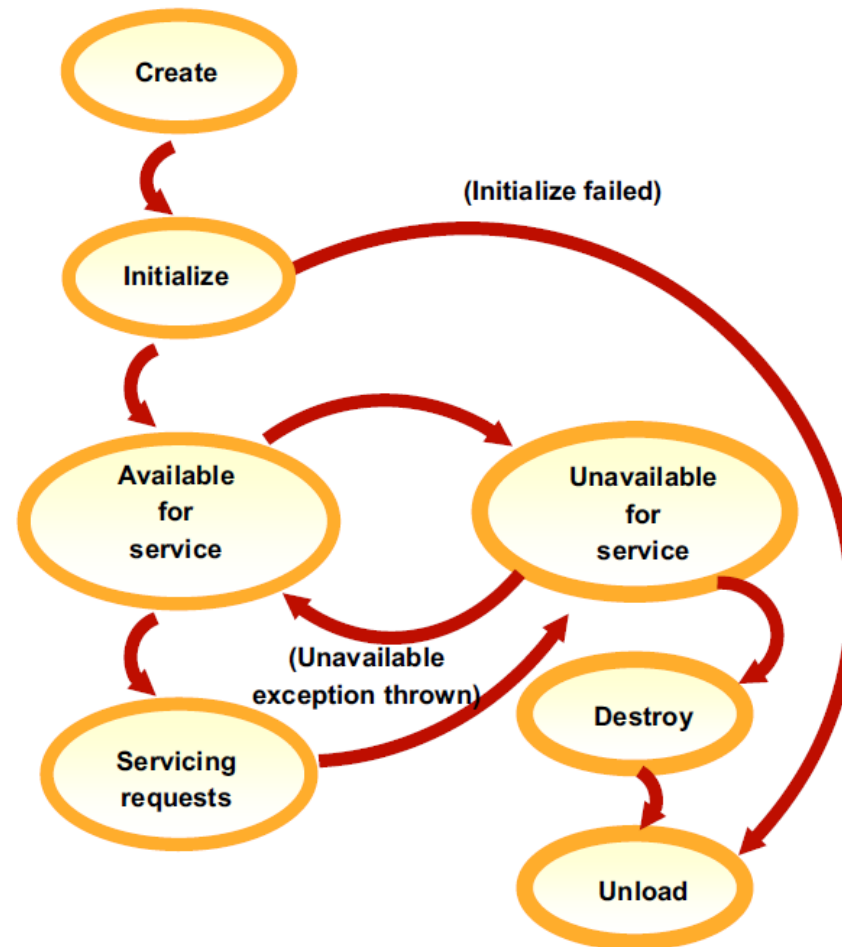 Create
(Initialize failed)
Initialize
Available
for
service
Unavailable
for
service
(Unavailable
exception thrown)
Servicing
requests
Destroy
Unload